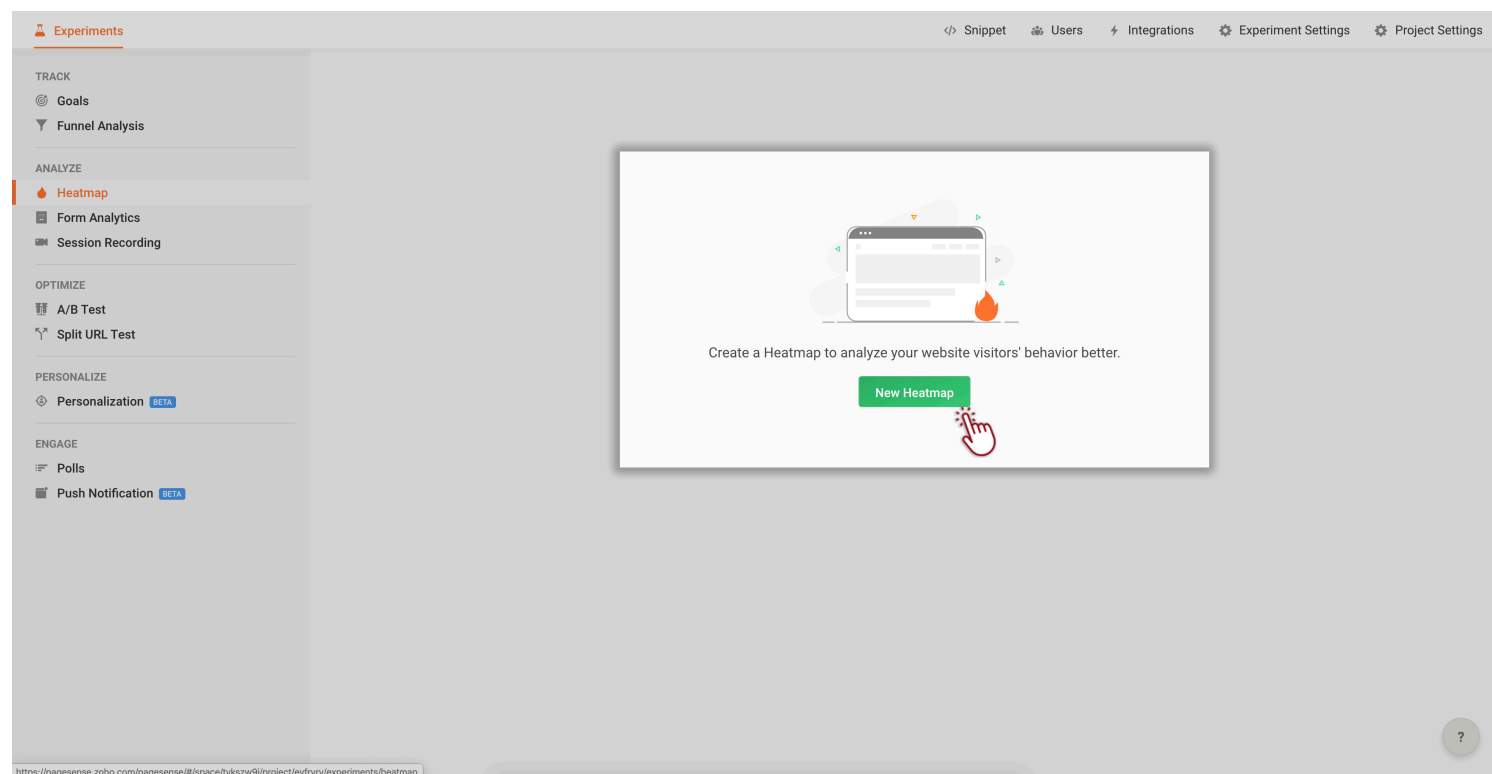 Experiments
Snippet Users Integrations Experiment Settings Project Settings
TRACK
Goals
Funnel Analysis
ANALYZE
Heatmap
Form Analytics
Session Recording
OPTIMIZE
A/B Test
Split URL Test
PERSONALIZE
Personalization BETA
ENGAGE
Polls
Push Notification BETA
Create a Heatmap to analyze your website visitors' behavior better.
New Heatmap
?